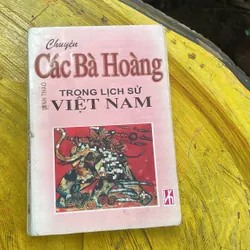 Chuyện
Các Bà Hoàng
TRONG LỊCH SỬ
VIỆT NAM